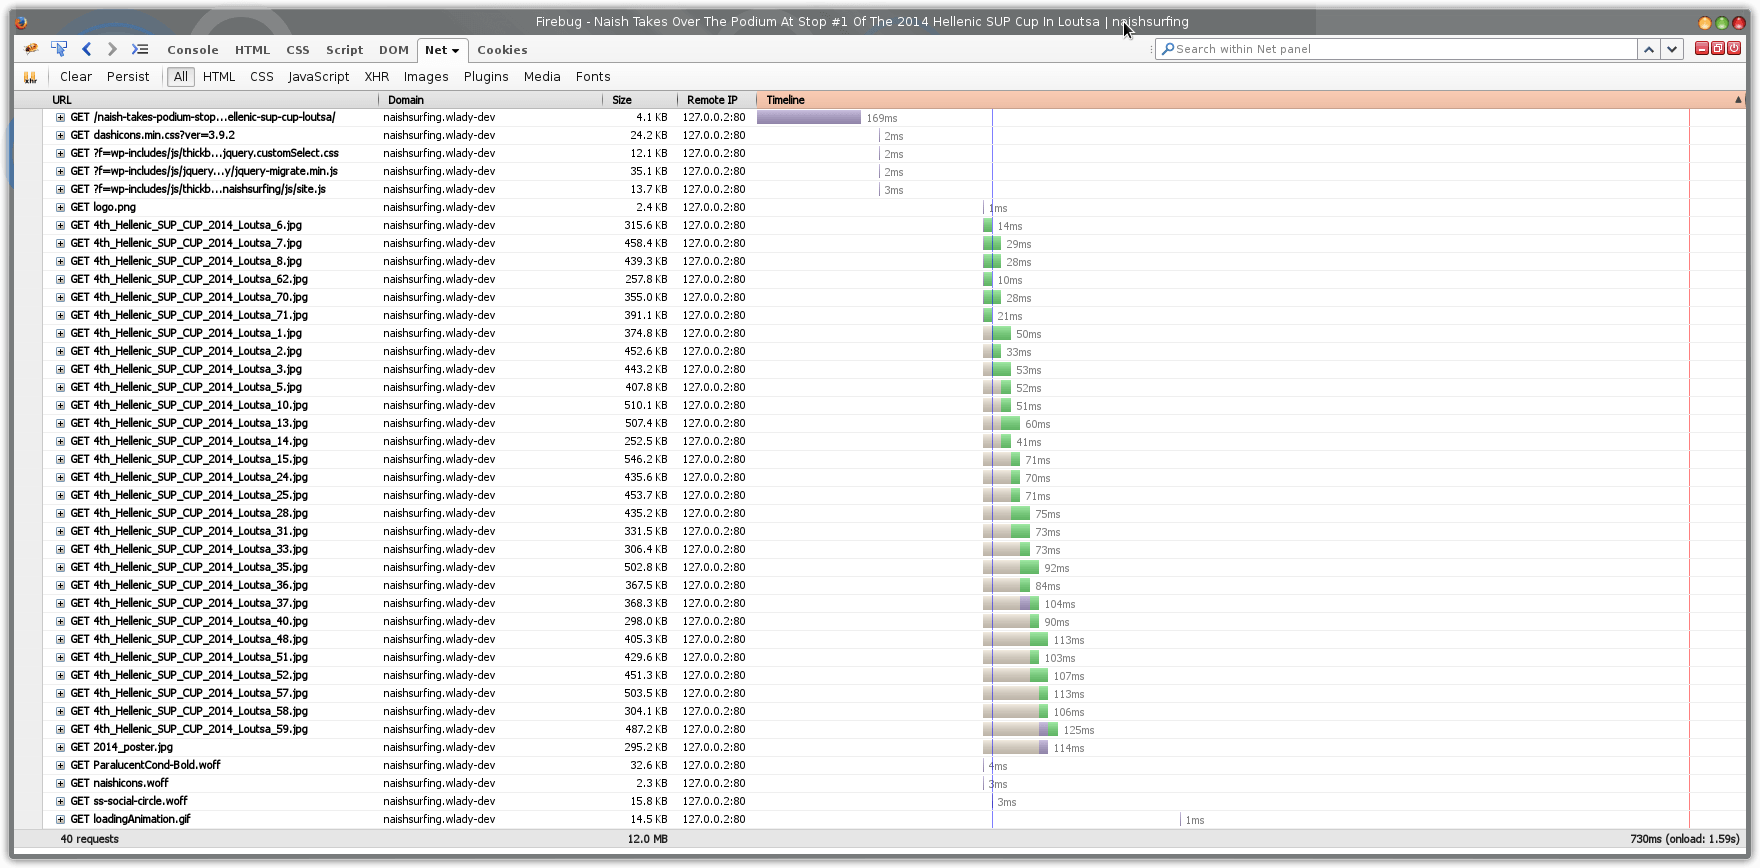 Firebug - Naish Takes Over The Podium At Stop #1 Of The 2014 Hellenic SUP Cup In Loutsa | naishsurfing
Console HTML CSS Script DOM Net Cookies Search within Net panel
Clear Persist All HTML CSS JavaScript XHR Images Plugins Media Fonts
URL Domain Size Remote IP Timeline
GET /naish-takes-podium-stop...ellenic-sup-cup-loutsa/ naishsurfing.wlady-dev 4.1 KB 127.0.0.2:80 169ms
GET dashicons.min.css?ver=3.9.2 naishsurfing.wlady-dev 24.2 KB 127.0.0.2:80 2ms
GET ?f=wp-includes/js/thickb...jquery.customSelect.css naishsurfing.wlady-dev 12.1 KB 127.0.0.2:80 2ms
GET ?f=wp-includes/js/jquery...y/jquery-migrate.min.js naishsurfing.wlady-dev 35.1 KB 127.0.0.2:80 2ms
GET ?f=wp-includes/js/thickb...naishsurfing/js/site.js naishsurfing.wlady-dev 13.7 KB 127.0.0.2:80 3ms
GET logo.png naishsurfing.wlady-dev 2.4 KB 127.0.0.2:80 1ms
GET 4th_Hellenic_SUP_CUP_2014_Loutsa_6.jpg naishsurfing.wlady-dev 315.6 KB 127.0.0.2:80 14ms
GET 4th_Hellenic_SUP_CUP_2014_Loutsa_7.jpg naishsurfing.wlady-dev 458.4 KB 127.0.0.2:80 29ms
GET 4th_Hellenic_SUP_CUP_2014_Loutsa_8.jpg naishsurfing.wlady-dev 439.3 KB 127.0.0.2:80 28ms
GET 4th_Hellenic_SUP_CUP_2014_Loutsa_62.jpg naishsurfing.wlady-dev 257.8 KB 127.0.0.2:80 10ms
GET 4th_Hellenic_SUP_CUP_2014_Loutsa_70.jpg naishsurfing.wlady-dev 355.0 KB 127.0.0.2:80 28ms
GET 4th_Hellenic_SUP_CUP_2014_Loutsa_71.jpg naishsurfing.wlady-dev 391.1 KB 127.0.0.2:80 21ms
GET 4th_Hellenic_SUP_CUP_2014_Loutsa_1.jpg naishsurfing.wlady-dev 374.8 KB 127.0.0.2:80 50ms
GET 4th_Hellenic_SUP_CUP_2014_Loutsa_2.jpg naishsurfing.wlady-dev 452.6 KB 127.0.0.2:80 33ms
GET 4th_Hellenic_SUP_CUP_2014_Loutsa_3.jpg naishsurfing.wlady-dev 443.2 KB 127.0.0.2:80 53ms
GET 4th_Hellenic_SUP_CUP_2014_Loutsa_5.jpg naishsurfing.wlady-dev 407.8 KB 127.0.0.2:80 52ms
GET 4th_Hellenic_SUP_CUP_2014_Loutsa_10.jpg naishsurfing.wlady-dev 510.1 KB 127.0.0.2:80 51ms
GET 4th_Hellenic_SUP_CUP_2014_Loutsa_13.jpg naishsurfing.wlady-dev 507.4 KB 127.0.0.2:80 60ms
GET 4th_Hellenic_SUP_CUP_2014_Loutsa_14.jpg naishsurfing.wlady-dev 252.5 KB 127.0.0.2:80 41ms
GET 4th_Hellenic_SUP_CUP_2014_Loutsa_15.jpg naishsurfing.wlady-dev 546.2 KB 127.0.0.2:80 71ms
GET 4th_Hellenic_SUP_CUP_2014_Loutsa_24.jpg naishsurfing.wlady-dev 435.6 KB 127.0.0.2:80 70ms
GET 4th_Hellenic_SUP_CUP_2014_Loutsa_25.jpg naishsurfing.wlady-dev 453.7 KB 127.0.0.2:80 71ms
GET 4th_Hellenic_SUP_CUP_2014_Loutsa_28.jpg naishsurfing.wlady-dev 435.2 KB 127.0.0.2:80 75ms
GET 4th_Hellenic_SUP_CUP_2014_Loutsa_31.jpg naishsurfing.wlady-dev 331.5 KB 127.0.0.2:80 73ms
GET 4th_Hellenic_SUP_CUP_2014_Loutsa_33.jpg naishsurfing.wlady-dev 306.4 KB 127.0.0.2:80 73ms
GET 4th_Hellenic_SUP_CUP_2014_Loutsa_35.jpg naishsurfing.wlady-dev 502.8 KB 127.0.0.2:80 92ms
GET 4th_Hellenic_SUP_CUP_2014_Loutsa_36.jpg naishsurfing.wlady-dev 367.5 KB 127.0.0.2:80 84ms
GET 4th_Hellenic_SUP_CUP_2014_Loutsa_37.jpg naishsurfing.wlady-dev 368.3 KB 127.0.0.2:80 104ms
GET 4th_Hellenic_SUP_CUP_2014_Loutsa_40.jpg naishsurfing.wlady-dev 298.0 KB 127.0.0.2:80 90ms
GET 4th_Hellenic_SUP_CUP_2014_Loutsa_48.jpg naishsurfing.wlady-dev 405.3 KB 127.0.0.2:80 113ms
GET 4th_Hellenic_SUP_CUP_2014_Loutsa_51.jpg naishsurfing.wlady-dev 429.6 KB 127.0.0.2:80 103ms
GET 4th_Hellenic_SUP_CUP_2014_Loutsa_52.jpg naishsurfing.wlady-dev 451.3 KB 127.0.0.2:80 107ms
GET 4th_Hellenic_SUP_CUP_2014_Loutsa_57.jpg naishsurfing.wlady-dev 503.5 KB 127.0.0.2:80 113ms
GET 4th_Hellenic_SUP_CUP_2014_Loutsa_58.jpg naishsurfing.wlady-dev 304.1 KB 127.0.0.2:80 106ms
GET 4th_Hellenic_SUP_CUP_2014_Loutsa_59.jpg naishsurfing.wlady-dev 487.2 KB 127.0.0.2:80 125ms
GET 2014_poster.jpg naishsurfing.wlady-dev 295.2 KB 127.0.0.2:80 114ms
GET ParalucentCond-Bold.woff naishsurfing.wlady-dev 32.6 KB 127.0.0.2:80 4ms
GET naishicons.woff naishsurfing.wlady-dev 2.3 KB 127.0.0.2:80 3ms
GET ss-social-circle.woff naishsurfing.wlady-dev 15.8 KB 127.0.0.2:80 3ms
GET loadingAnimation.gif naishsurfing.wlady-dev 14.5 KB 127.0.0.2:80 1ms
40 requests 12.0 MB 730ms (onload: 1.59s)